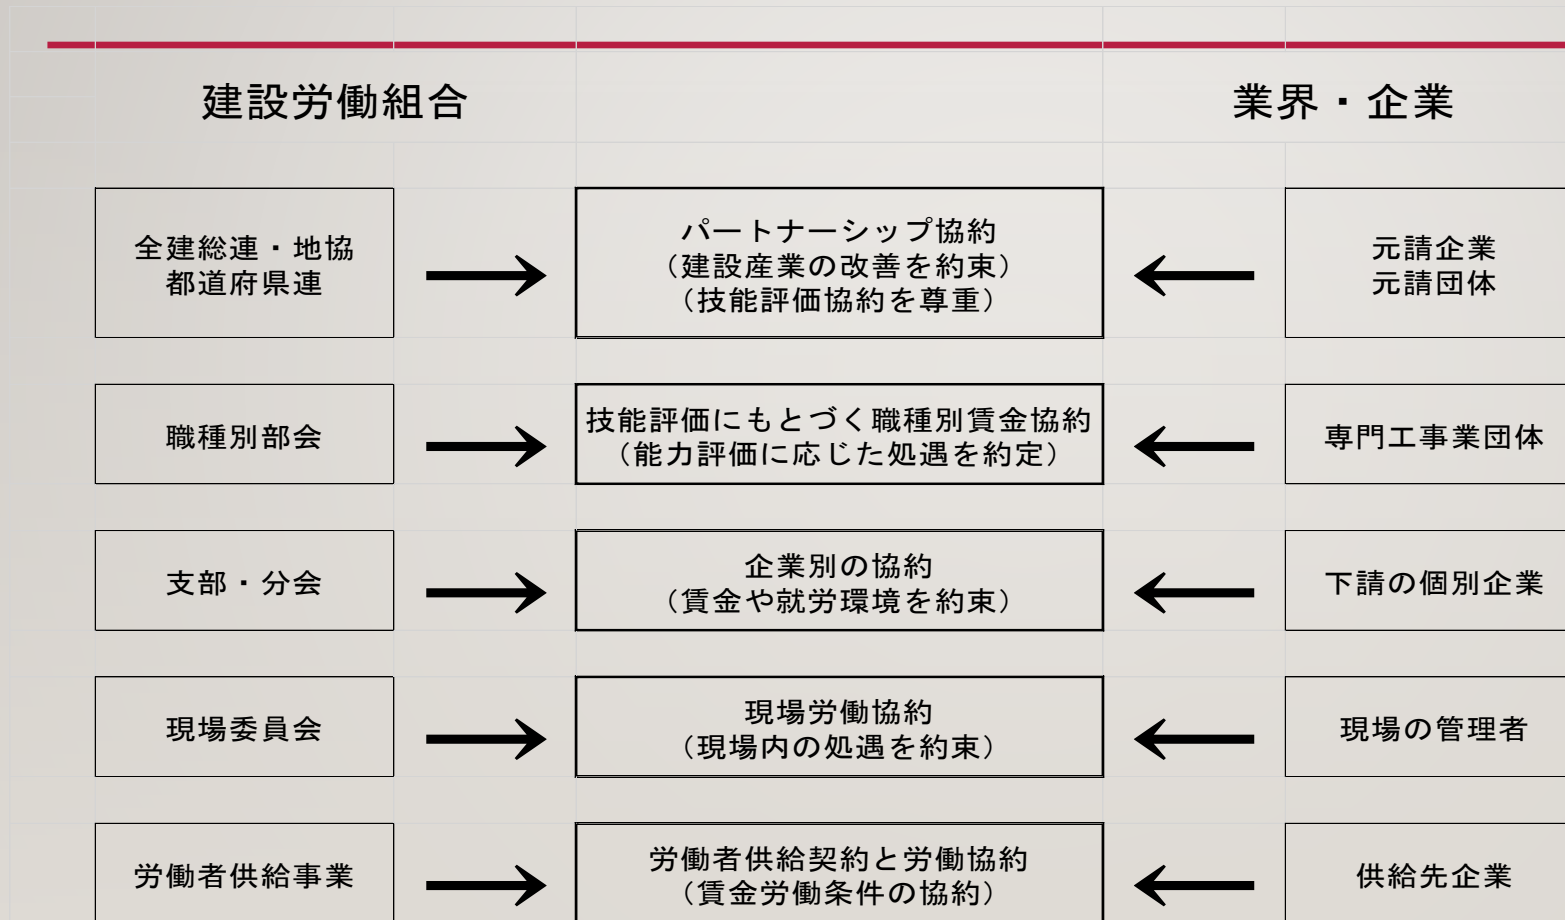 建設労働組合
業界・企業
全建総連・地協
都道府県連
パートナーシップ協約
（建設産業の改善を約束）
（技能評価協約を尊重）
元請企業
元請団体
職種別部会
技能評価にもとづく職種別賃金協約
（能力評価に応じた処遇を約定）
専門工事業団体
支部・分会
企業別の協約
（賃金や就労環境を約束）
下請の個別企業
現場委員会
現場労働協約
（現場内の処遇を約束）
現場の管理者
労働者供給事業
労働者供給契約と労働協約
（賃金労働条件の協約）
供給先企業